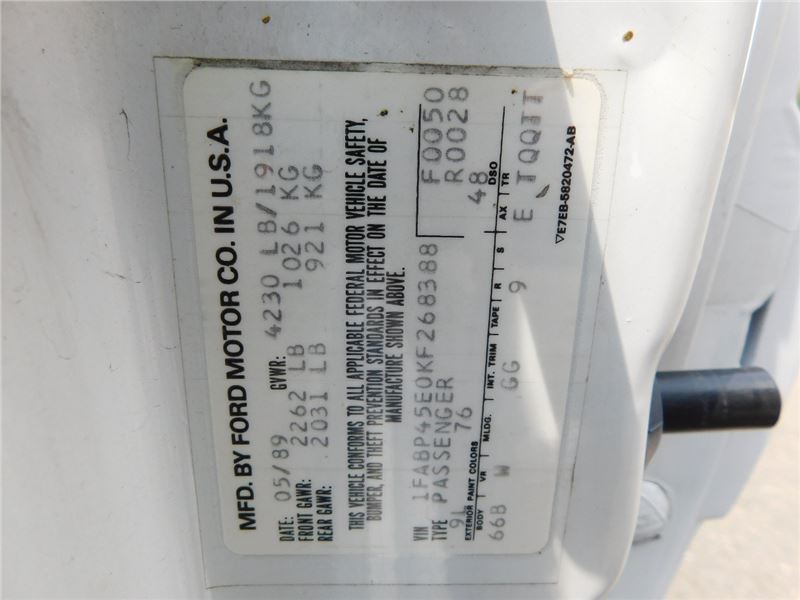 MFD. BY FORD MOTOR CO. IN U.S.A.
DATE: 05/89 GVWR: 4230 LB/1918KG
FRONT GAWR: 2262 LB 1026 KG
REAR GAWR: 2031 LB 921 KG
THIS VEHICLE CONFORMS TO ALL APPLICABLE FEDERAL MOTOR VEHICLE SAFETY,
BUMPER, AND THEFT PREVENTION STANDARDS IN EFFECT ON THE DATE OF
MANUFACTURE SHOWN ABOVE.
VIN 1FABP45E0KF268388 F0050
TYPE PASSENGER R0028
9L 76 48
EXTERIOR PAINT COLORS DSO
BODY VR MLDG. INT. TRIM TAPE R S AX TR
66B W GG 9 E TQQIT
▽E7EB-5820472-AB